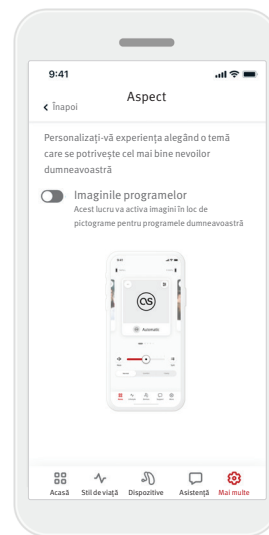 9:41
Înapoi
Aspect
Personalizați-vă experiența alegând o temă
care se potrivește cel mai bine nevoilor
dumneavoastră
Imaginile programelor
Acest lucru va activa imagini în loc de
pictograme pentru programele dumneavoastră
Automatic
Acasă Stil de viață Dispozitive Asistență Mai multe